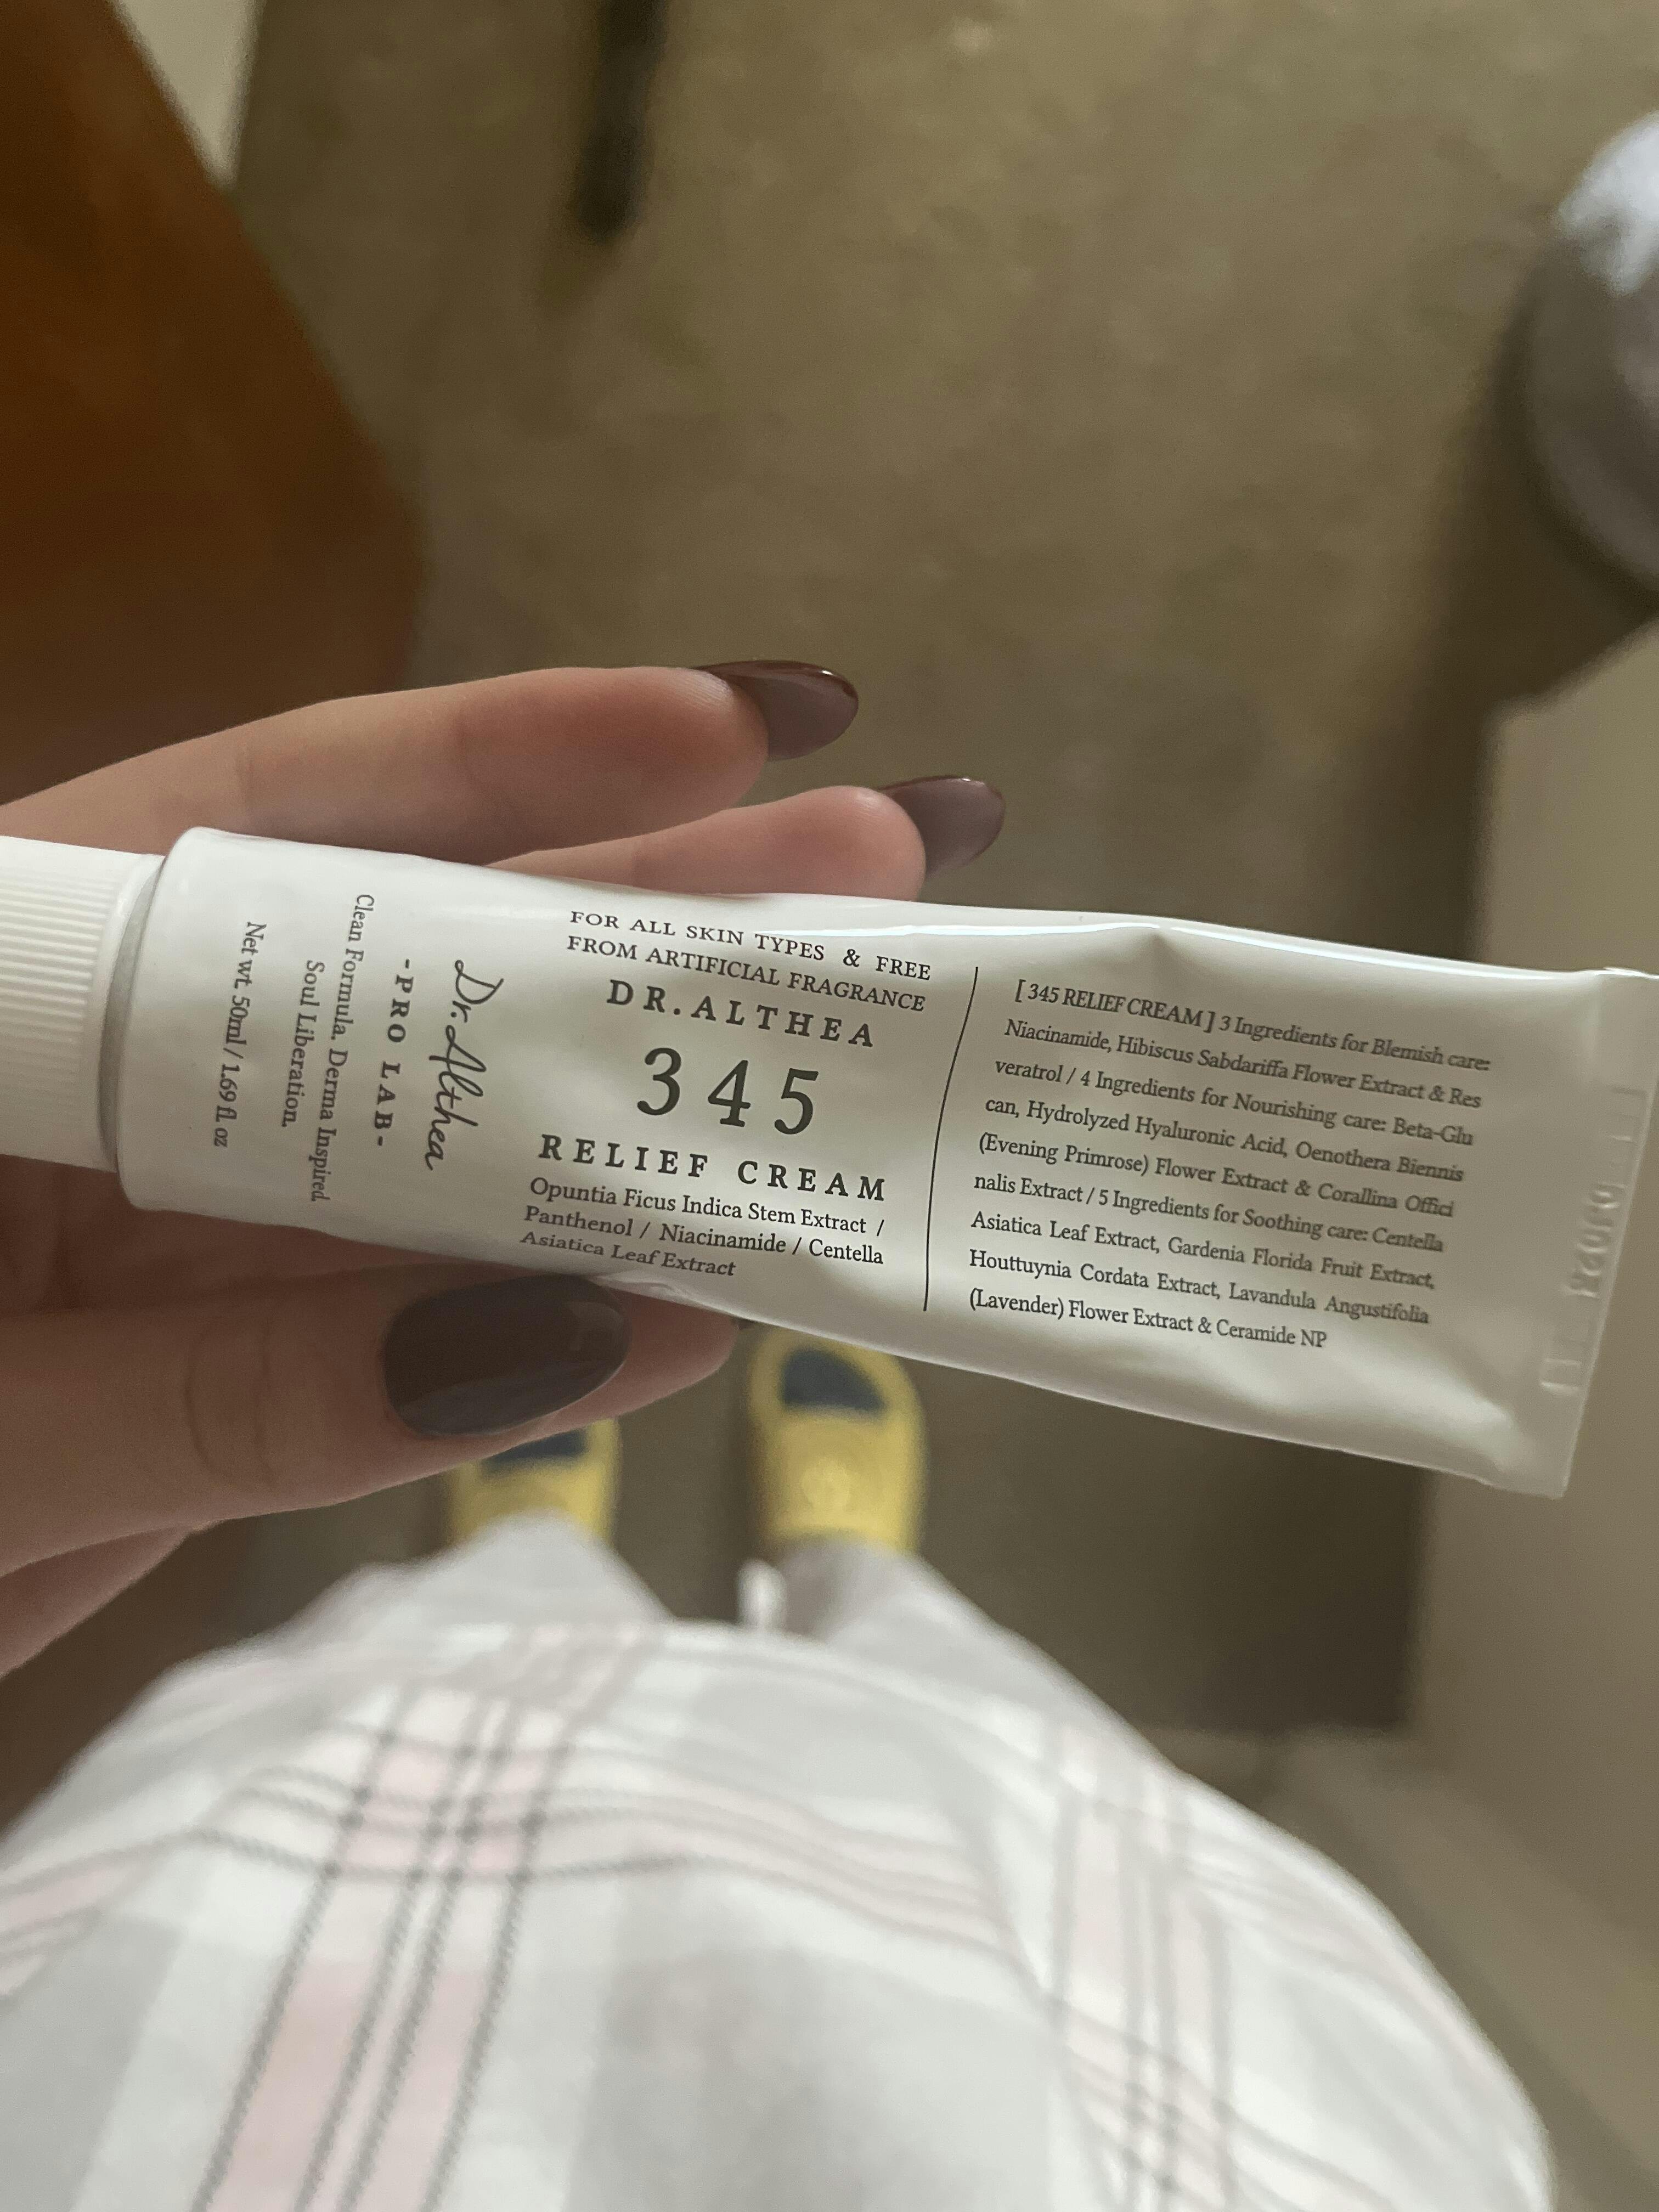 FOR ALL SKIN TYPES & FREE
FROM ARTIFICIAL FRAGRANCE
DR.ALTHEA
345
RELIEF CREAM
Opuntia Ficus Indica Stem Extract /
Panthenol / Niacinamide / Centella
Asiatica Leaf Extract
[ 345 RELIEF CREAM ] 3 Ingredients for Blemish care:
Niacinamide, Hibiscus Sabdariffa Flower Extract & Res
veratrol / 4 Ingredients for Nourishing care: Beta-Glu
can, Hydrolyzed Hyaluronic Acid, Oenothera Biennis
(Evening Primrose) Flower Extract & Corallina Offici
nalis Extract / 5 Ingredients for Soothing care: Centella
Asiatica Leaf Extract, Gardenia Florida Fruit Extract,
Houttuynia Cordata Extract, Lavandula Angustifolia
(Lavender) Flower Extract & Ceramide NP
Dr.Althea
-PRO LAB-
Clean Formula. Derma Inspired
Soul Liberation.
Net wt. 50ml / 1.69 fl. oz